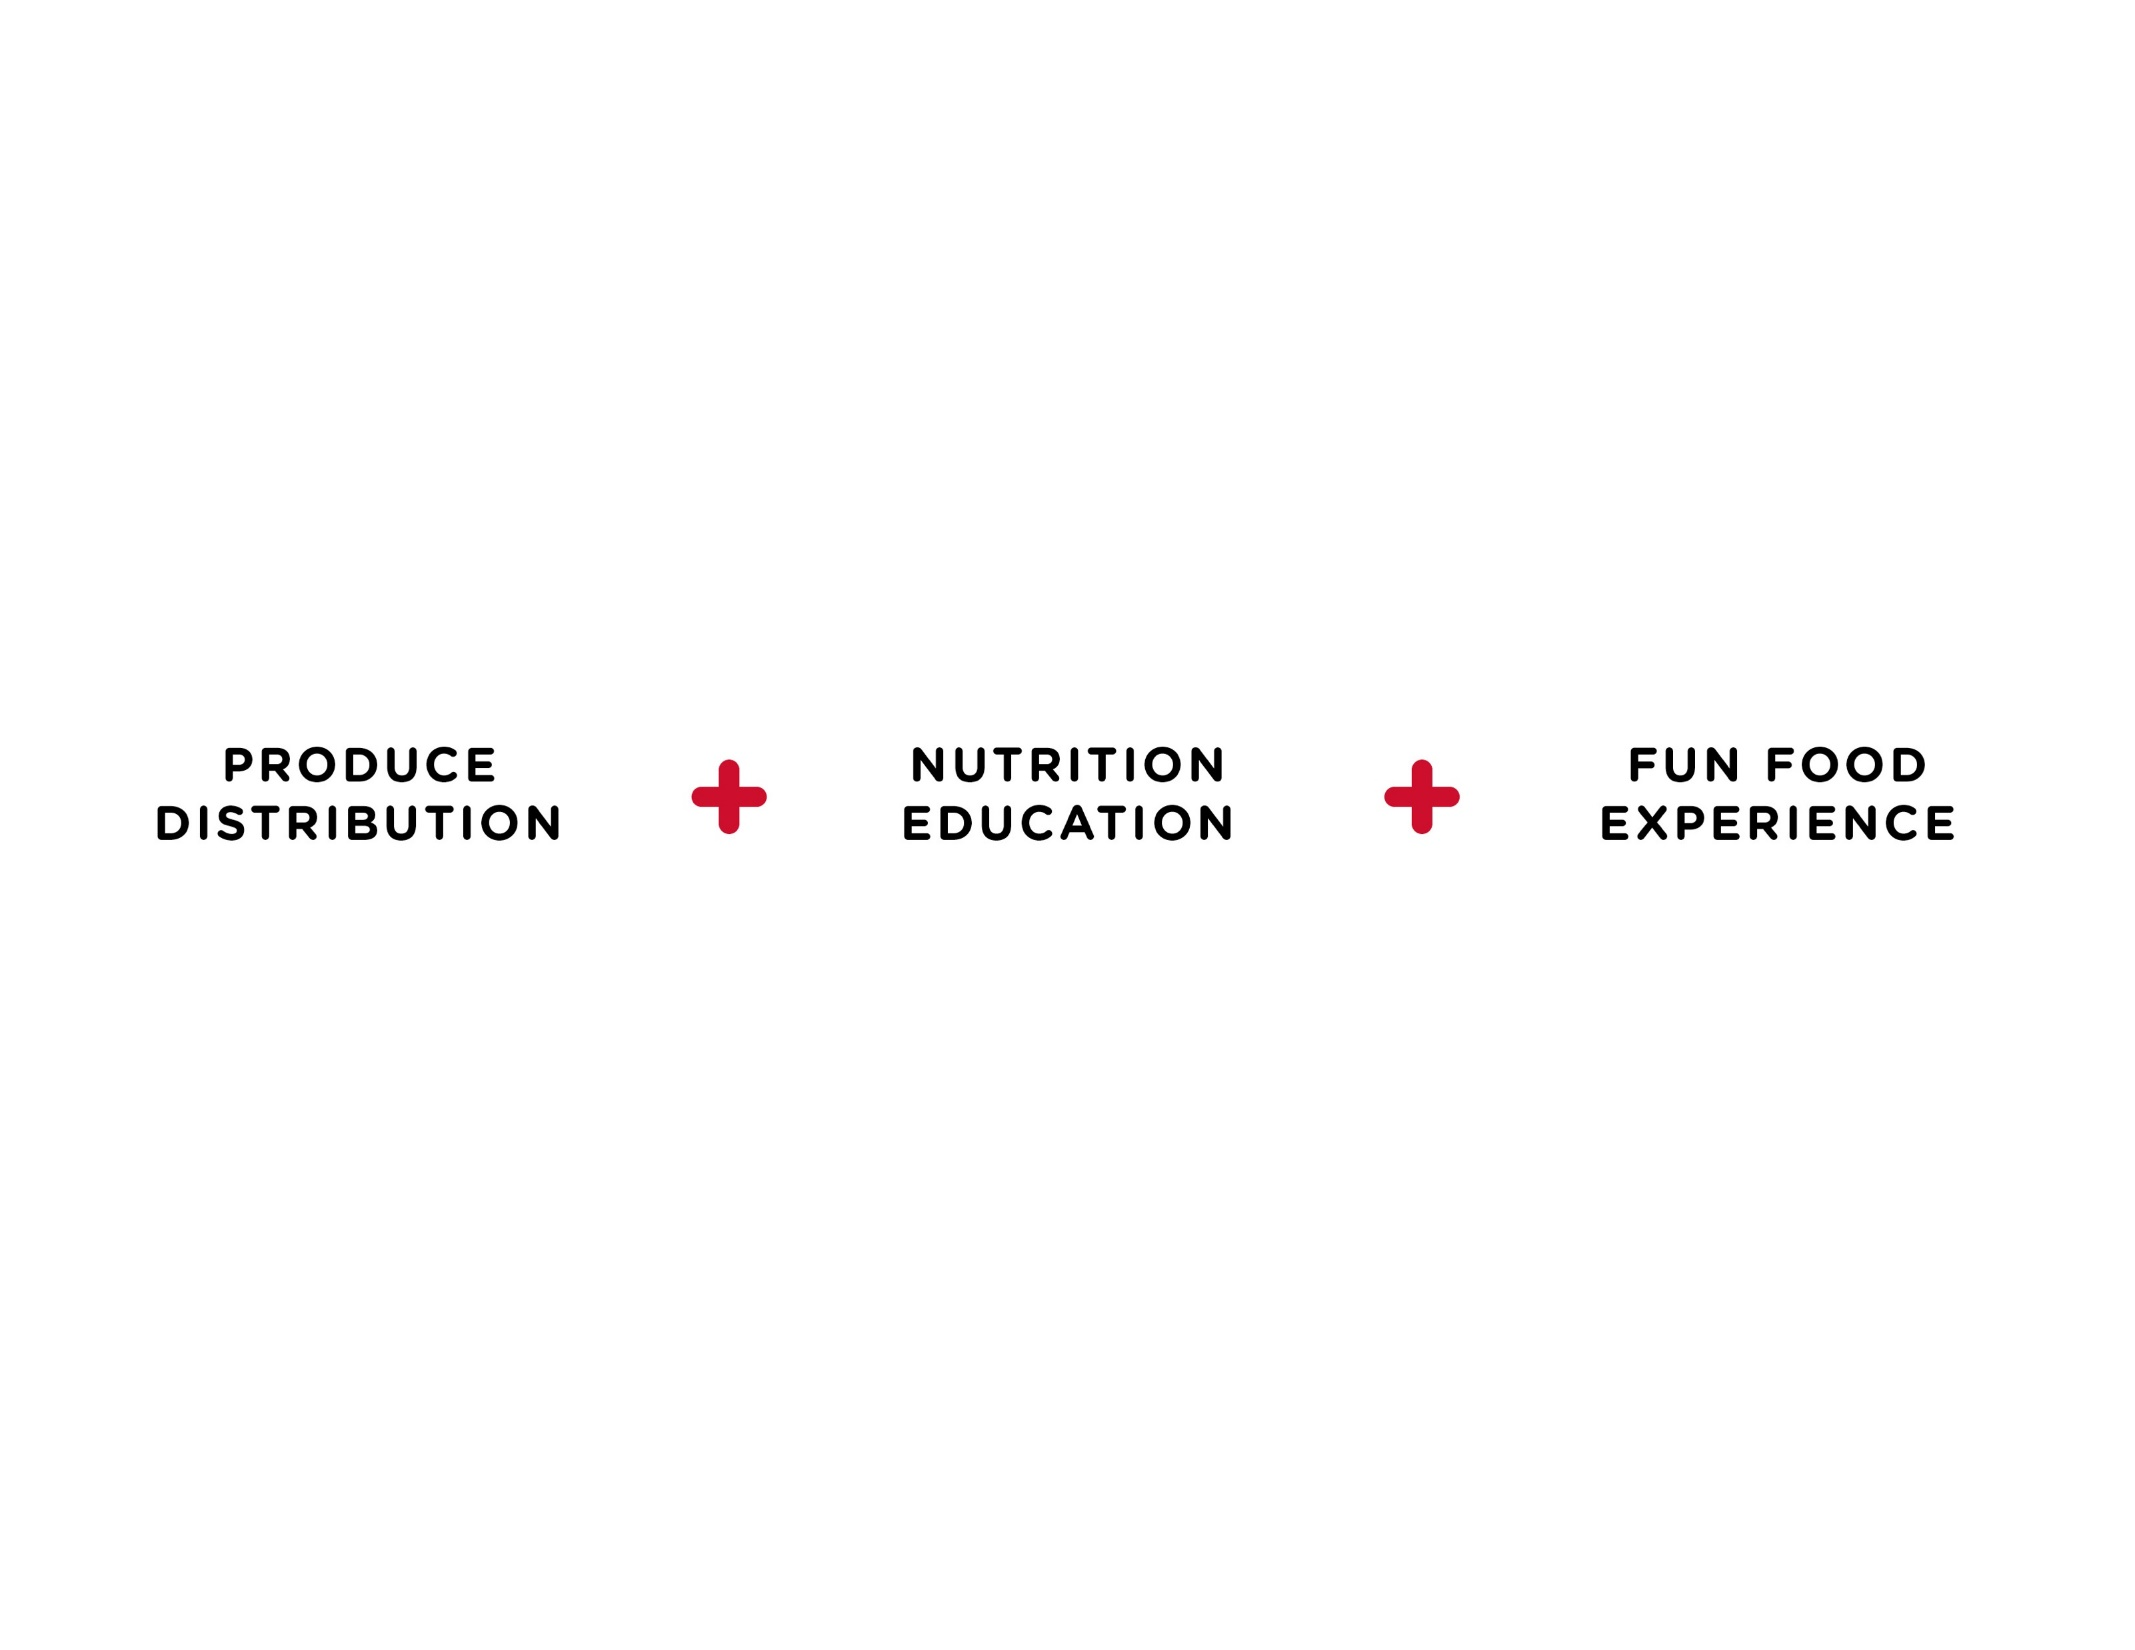 PRODUCE
DISTRIBUTION
+
NUTRITION
EDUCATION
+
FUN FOOD
EXPERIENCE